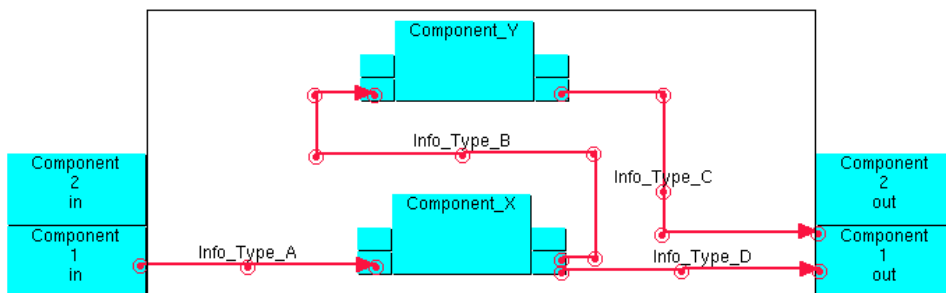 Component_Y
Info_Type_B
Component
2
in
Info_Type_C
Component
2
out
Component_X
Component
1
in
Info_Type_A
Info_Type_D
Component
1
out